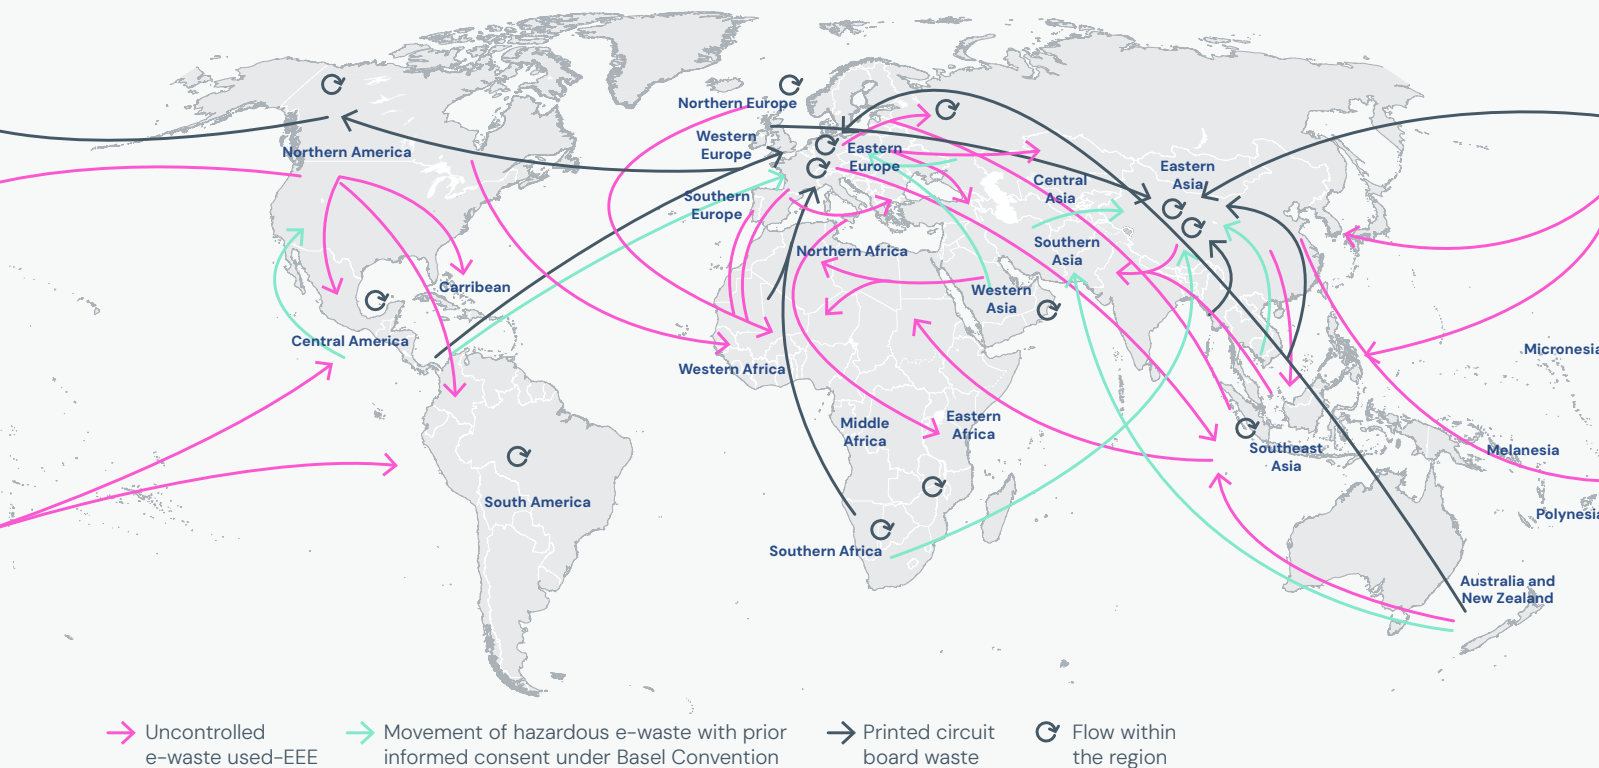 Northern Europe
Western
Europe
Northern America
Eastern
Europe
Eastern
Asia
Central
Asia
Southern
Europe
Northern Africa
Southern
Asia
Carribean
Western
Asia
Central America
Micronesia
Western Africa
Middle
Africa
Eastern
Africa
Southeast
Asia
Melanesia
South America
Polynesia
Southern Africa
Australia and
New Zealand
Uncontrolled
e-waste used-EEE
Movement of hazardous e-waste with prior
informed consent under Basel Convention
Printed circuit
board waste
Flow within
the region